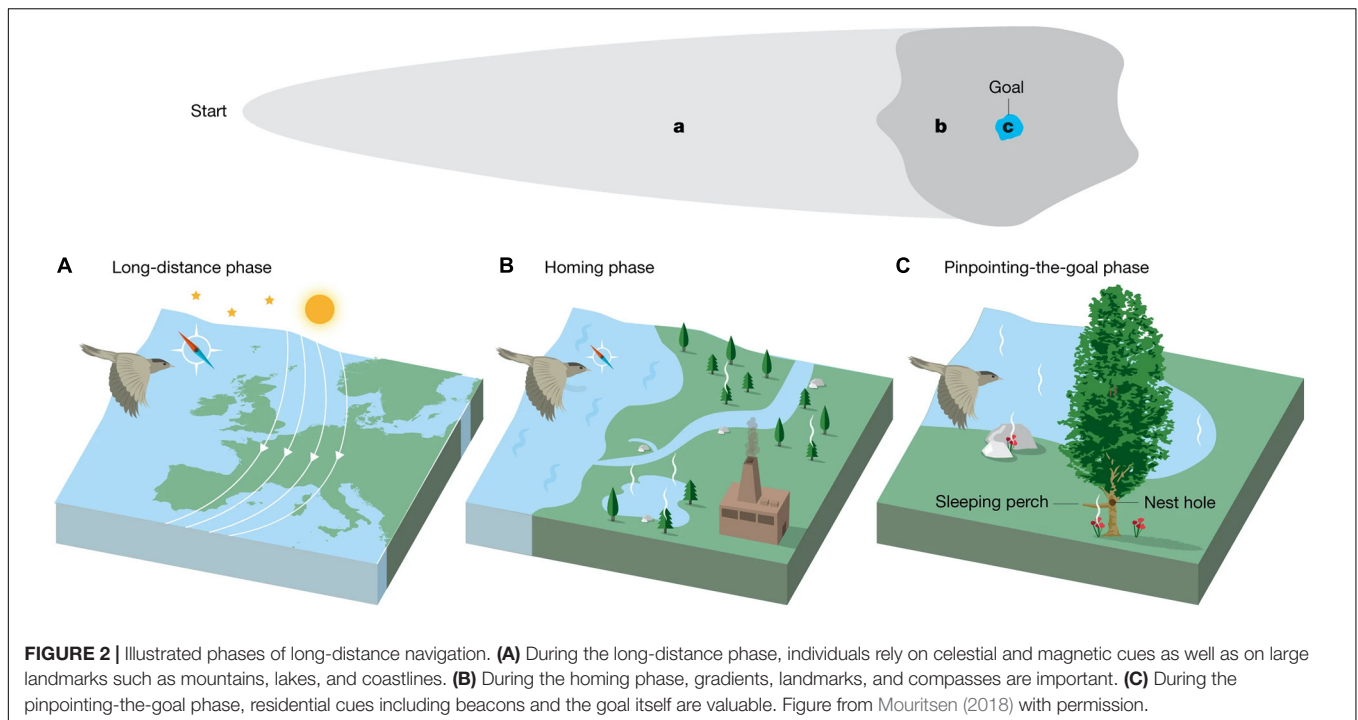 Start
a
b
Goal
c
A Long-distance phase
B Homing phase
C Pinpointing-the-goal phase
Sleeping perch
Nest hole
FIGURE 2 | Illustrated phases of long-distance navigation. (A) During the long-distance phase, individuals rely on celestial and magnetic cues as well as on large
landmarks such as mountains, lakes, and coastlines. (B) During the homing phase, gradients, landmarks, and compasses are important. (C) During the
pinpointing-the-goal phase, residential cues including beacons and the goal itself are valuable. Figure from Mouritsen (2018) with permission.